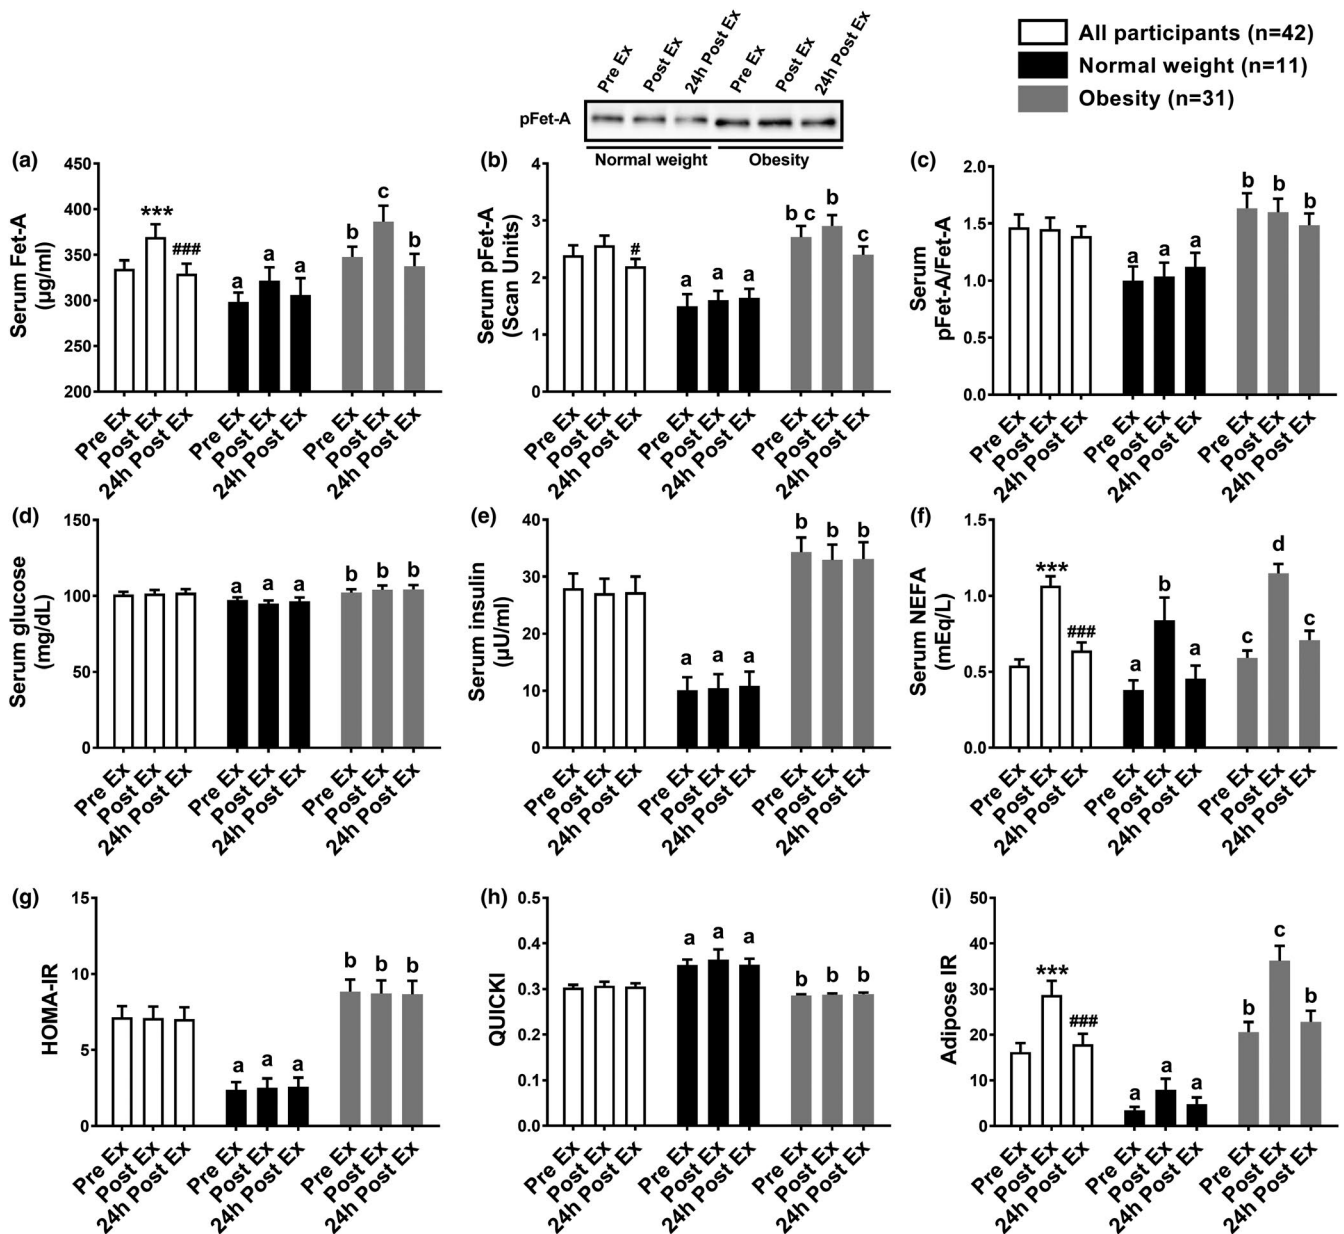 All participants (n=42)
Normal weight (n=11)
Obesity (n=31)
Pre Ex
Post Ex
24h Post Ex
Pre Ex
Post Ex
24h Post Ex
pFet-A
Normal weight
Obesity
(a)
Serum Fet-A
(µg/ml)
450
400
350
300
250
200
***
###
a
a
a
b
c
b
Pre Ex
Post Ex
24h Post Ex
Pre Ex
Post Ex
24h Post Ex
Pre Ex
Post Ex
24h Post Ex
(b)
Serum pFet-A
(Scan Units)
4
3
2
1
0
#
a
a
a
b c
b
c
Pre Ex
Post Ex
24h Post Ex
Pre Ex
Post Ex
24h Post Ex
Pre Ex
Post Ex
24h Post Ex
(c)
Serum
pFet-A/Fet-A
2.0
1.5
1.0
0.5
0.0
a
a
a
b
b
b
Pre Ex
Post Ex
24h Post Ex
Pre Ex
Post Ex
24h Post Ex
Pre Ex
Post Ex
24h Post Ex
(d)
Serum glucose
(mg/dL)
150
100
50
0
a
a
a
b
b
b
Pre Ex
Post Ex
24h Post Ex
Pre Ex
Post Ex
24h Post Ex
Pre Ex
Post Ex
24h Post Ex
(e)
Serum insulin
(µU/ml)
40
30
20
10
0
a
a
a
b
b
b
Pre Ex
Post Ex
24h Post Ex
Pre Ex
Post Ex
24h Post Ex
Pre Ex
Post Ex
24h Post Ex
(f)
Serum NEFA
(mEq/L)
1.5
1.0
0.5
0.0
***
###
a
b
a
c
d
c
Pre Ex
Post Ex
24h Post Ex
Pre Ex
Post Ex
24h Post Ex
Pre Ex
Post Ex
24h Post Ex
(g)
HOMA-IR
15
10
5
0
a
a
a
b
b
b
Pre Ex
Post Ex
24h Post Ex
Pre Ex
Post Ex
24h Post Ex
Pre Ex
Post Ex
24h Post Ex
(h)
QUICKI
0.5
0.4
0.3
0.2
0.1
0.0
a
a
a
b
b
b
Pre Ex
Post Ex
24h Post Ex
Pre Ex
Post Ex
24h Post Ex
Pre Ex
Post Ex
24h Post Ex
(i)
Adipose IR
50
40
30
20
10
0
***
###
a
a
a
b
c
b
Pre Ex
Post Ex
24h Post Ex
Pre Ex
Post Ex
24h Post Ex
Pre Ex
Post Ex
24h Post Ex